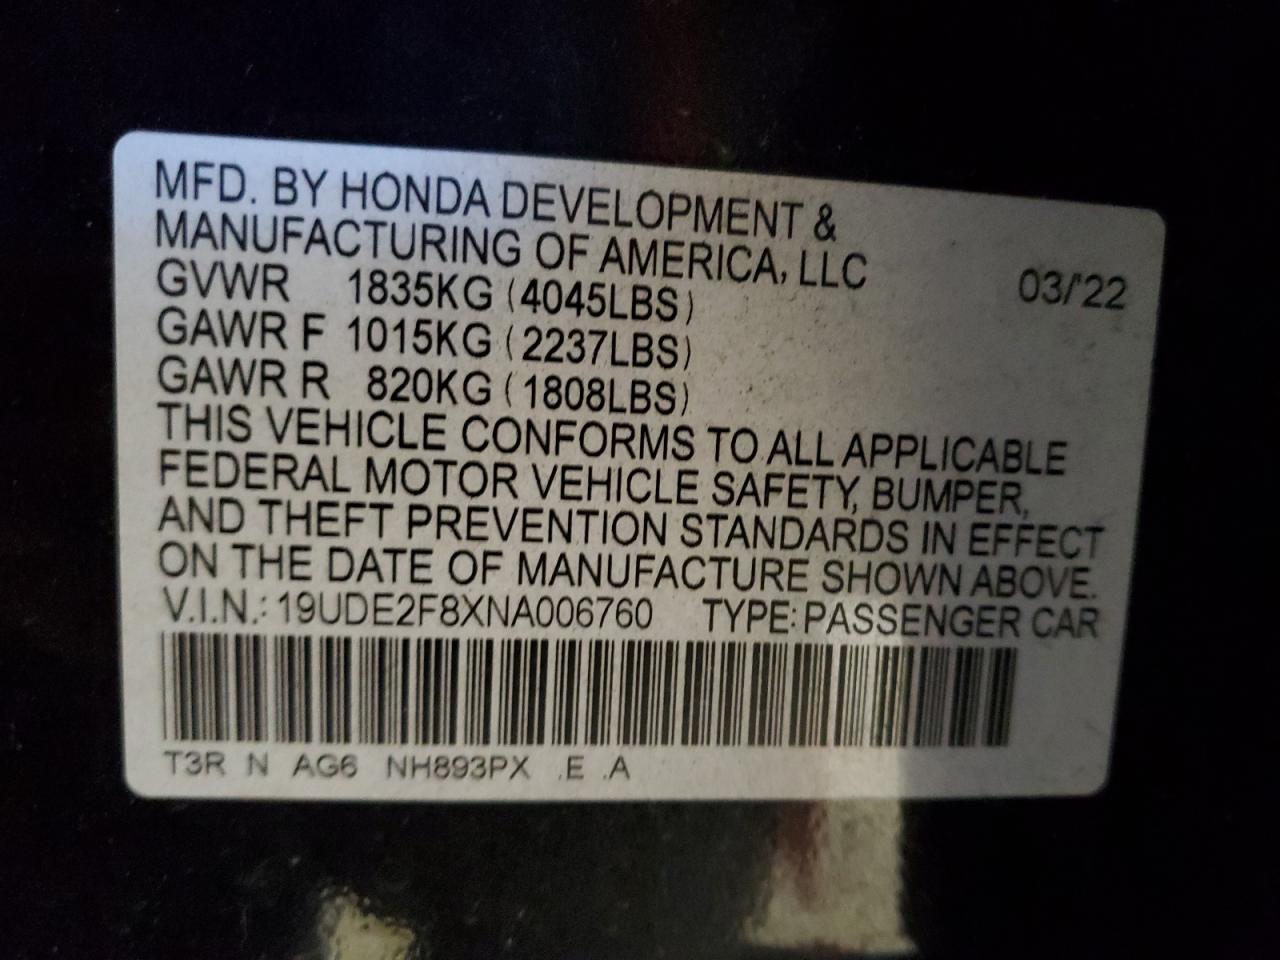 MFD. BY HONDA DEVELOPMENT &
MANUFACTURING OF AMERICA, LLC
03/'22
GVWR 1835KG (4045LBS)
GAWR F 1015KG (2237LBS)
GAWR R 820KG (1808LBS)
THIS VEHICLE CONFORMS TO ALL APPLICABLE
FEDERAL MOTOR VEHICLE SAFETY, BUMPER,
AND THEFT PREVENTION STANDARDS IN EFFECT
ON THE DATE OF MANUFACTURE SHOWN ABOVE.
V.I.N.: 19UDE2F8XNA006760 TYPE: PASSENGER CAR
T3R N AG6 NH893PX .E .A